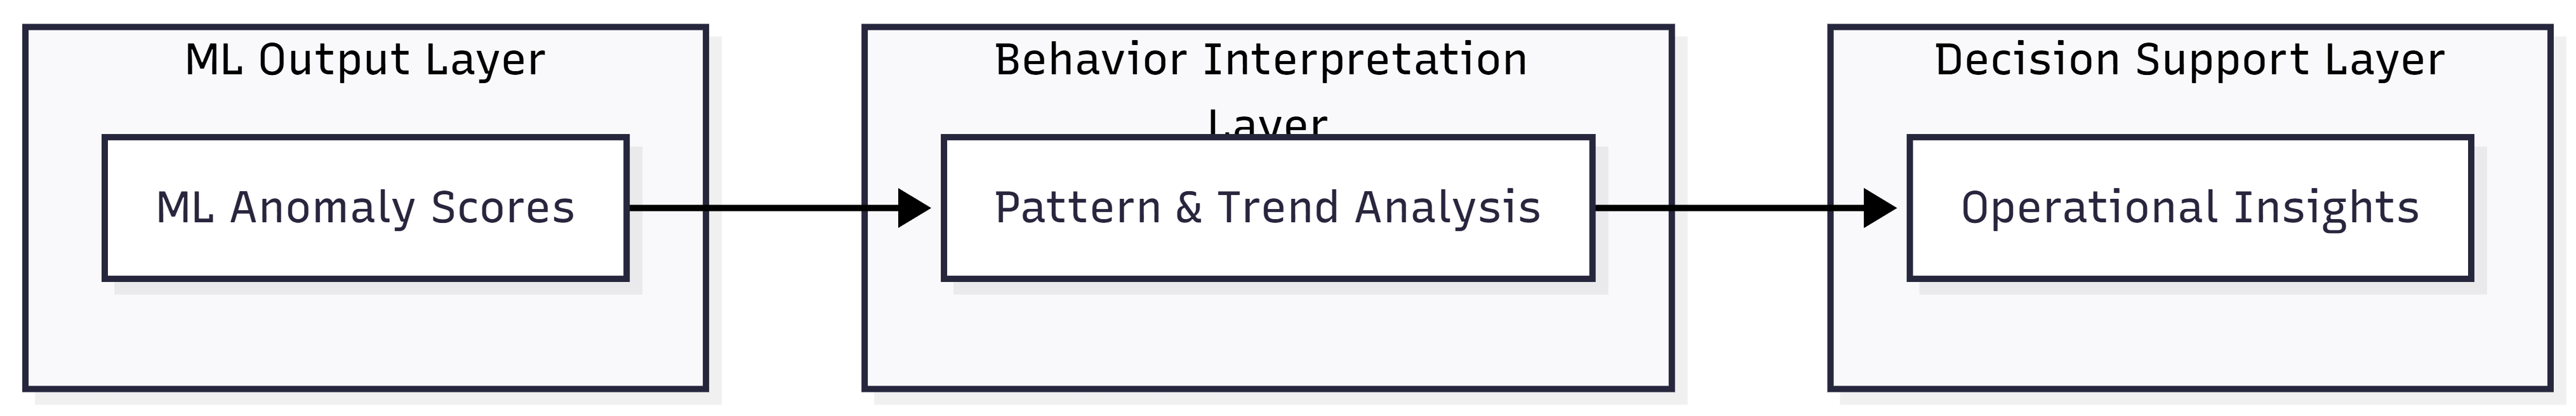 ML Output Layer
ML Anomaly Scores
Behavior Interpretation
Layer
Pattern & Trend Analysis
Decision Support Layer
Operational Insights